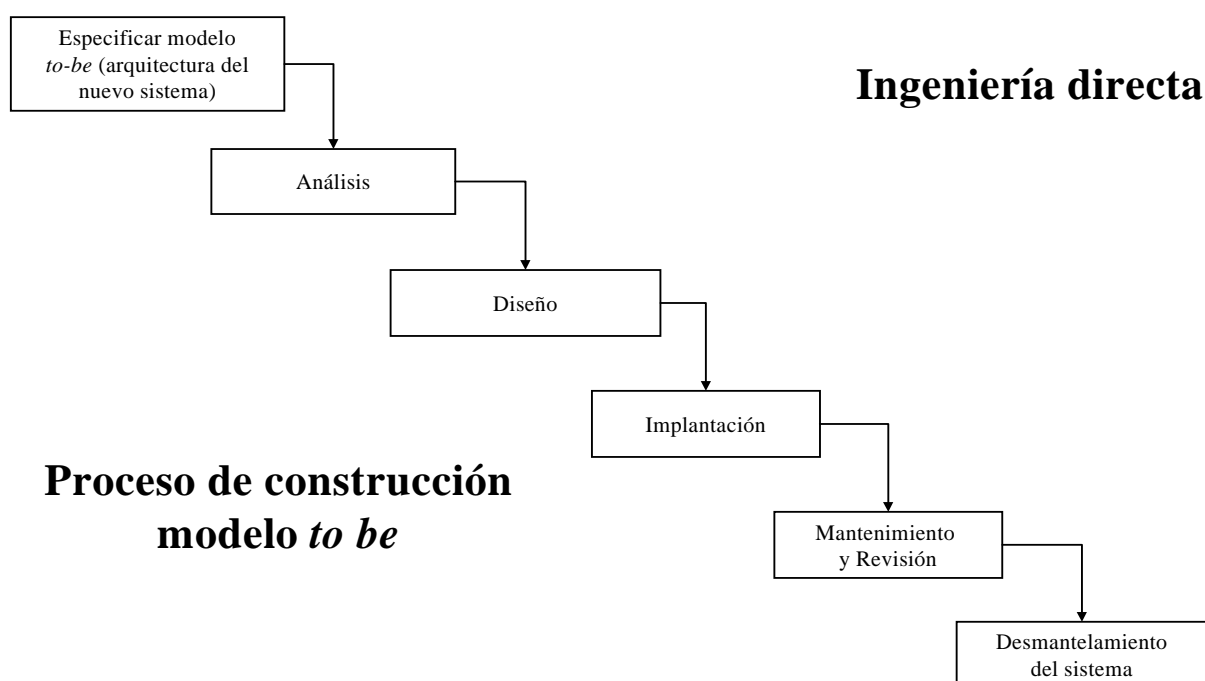 Especificar modelo
to-be (arquitectura del
nuevo sistema)
Ingeniería directa
Análisis
Diseño
Implantación
Proceso de construcción
modelo to be
Mantenimiento
y Revisión
Desmantelamiento
del sistema